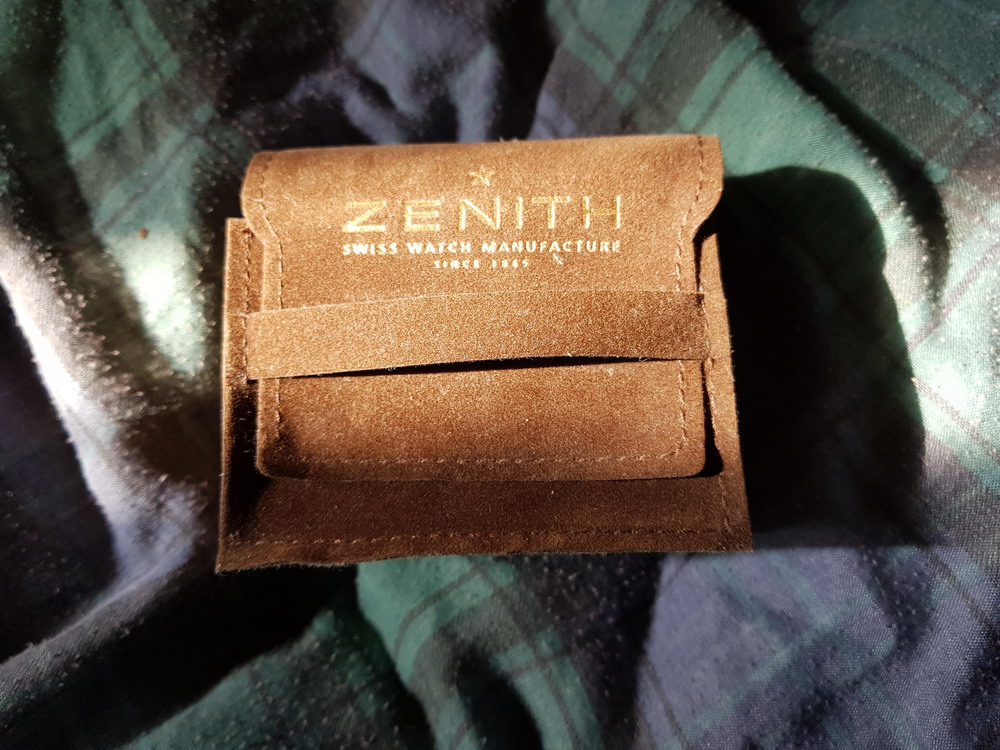 ZENITH
SWISS WATCH MANUFACTURE
SINCE 1865